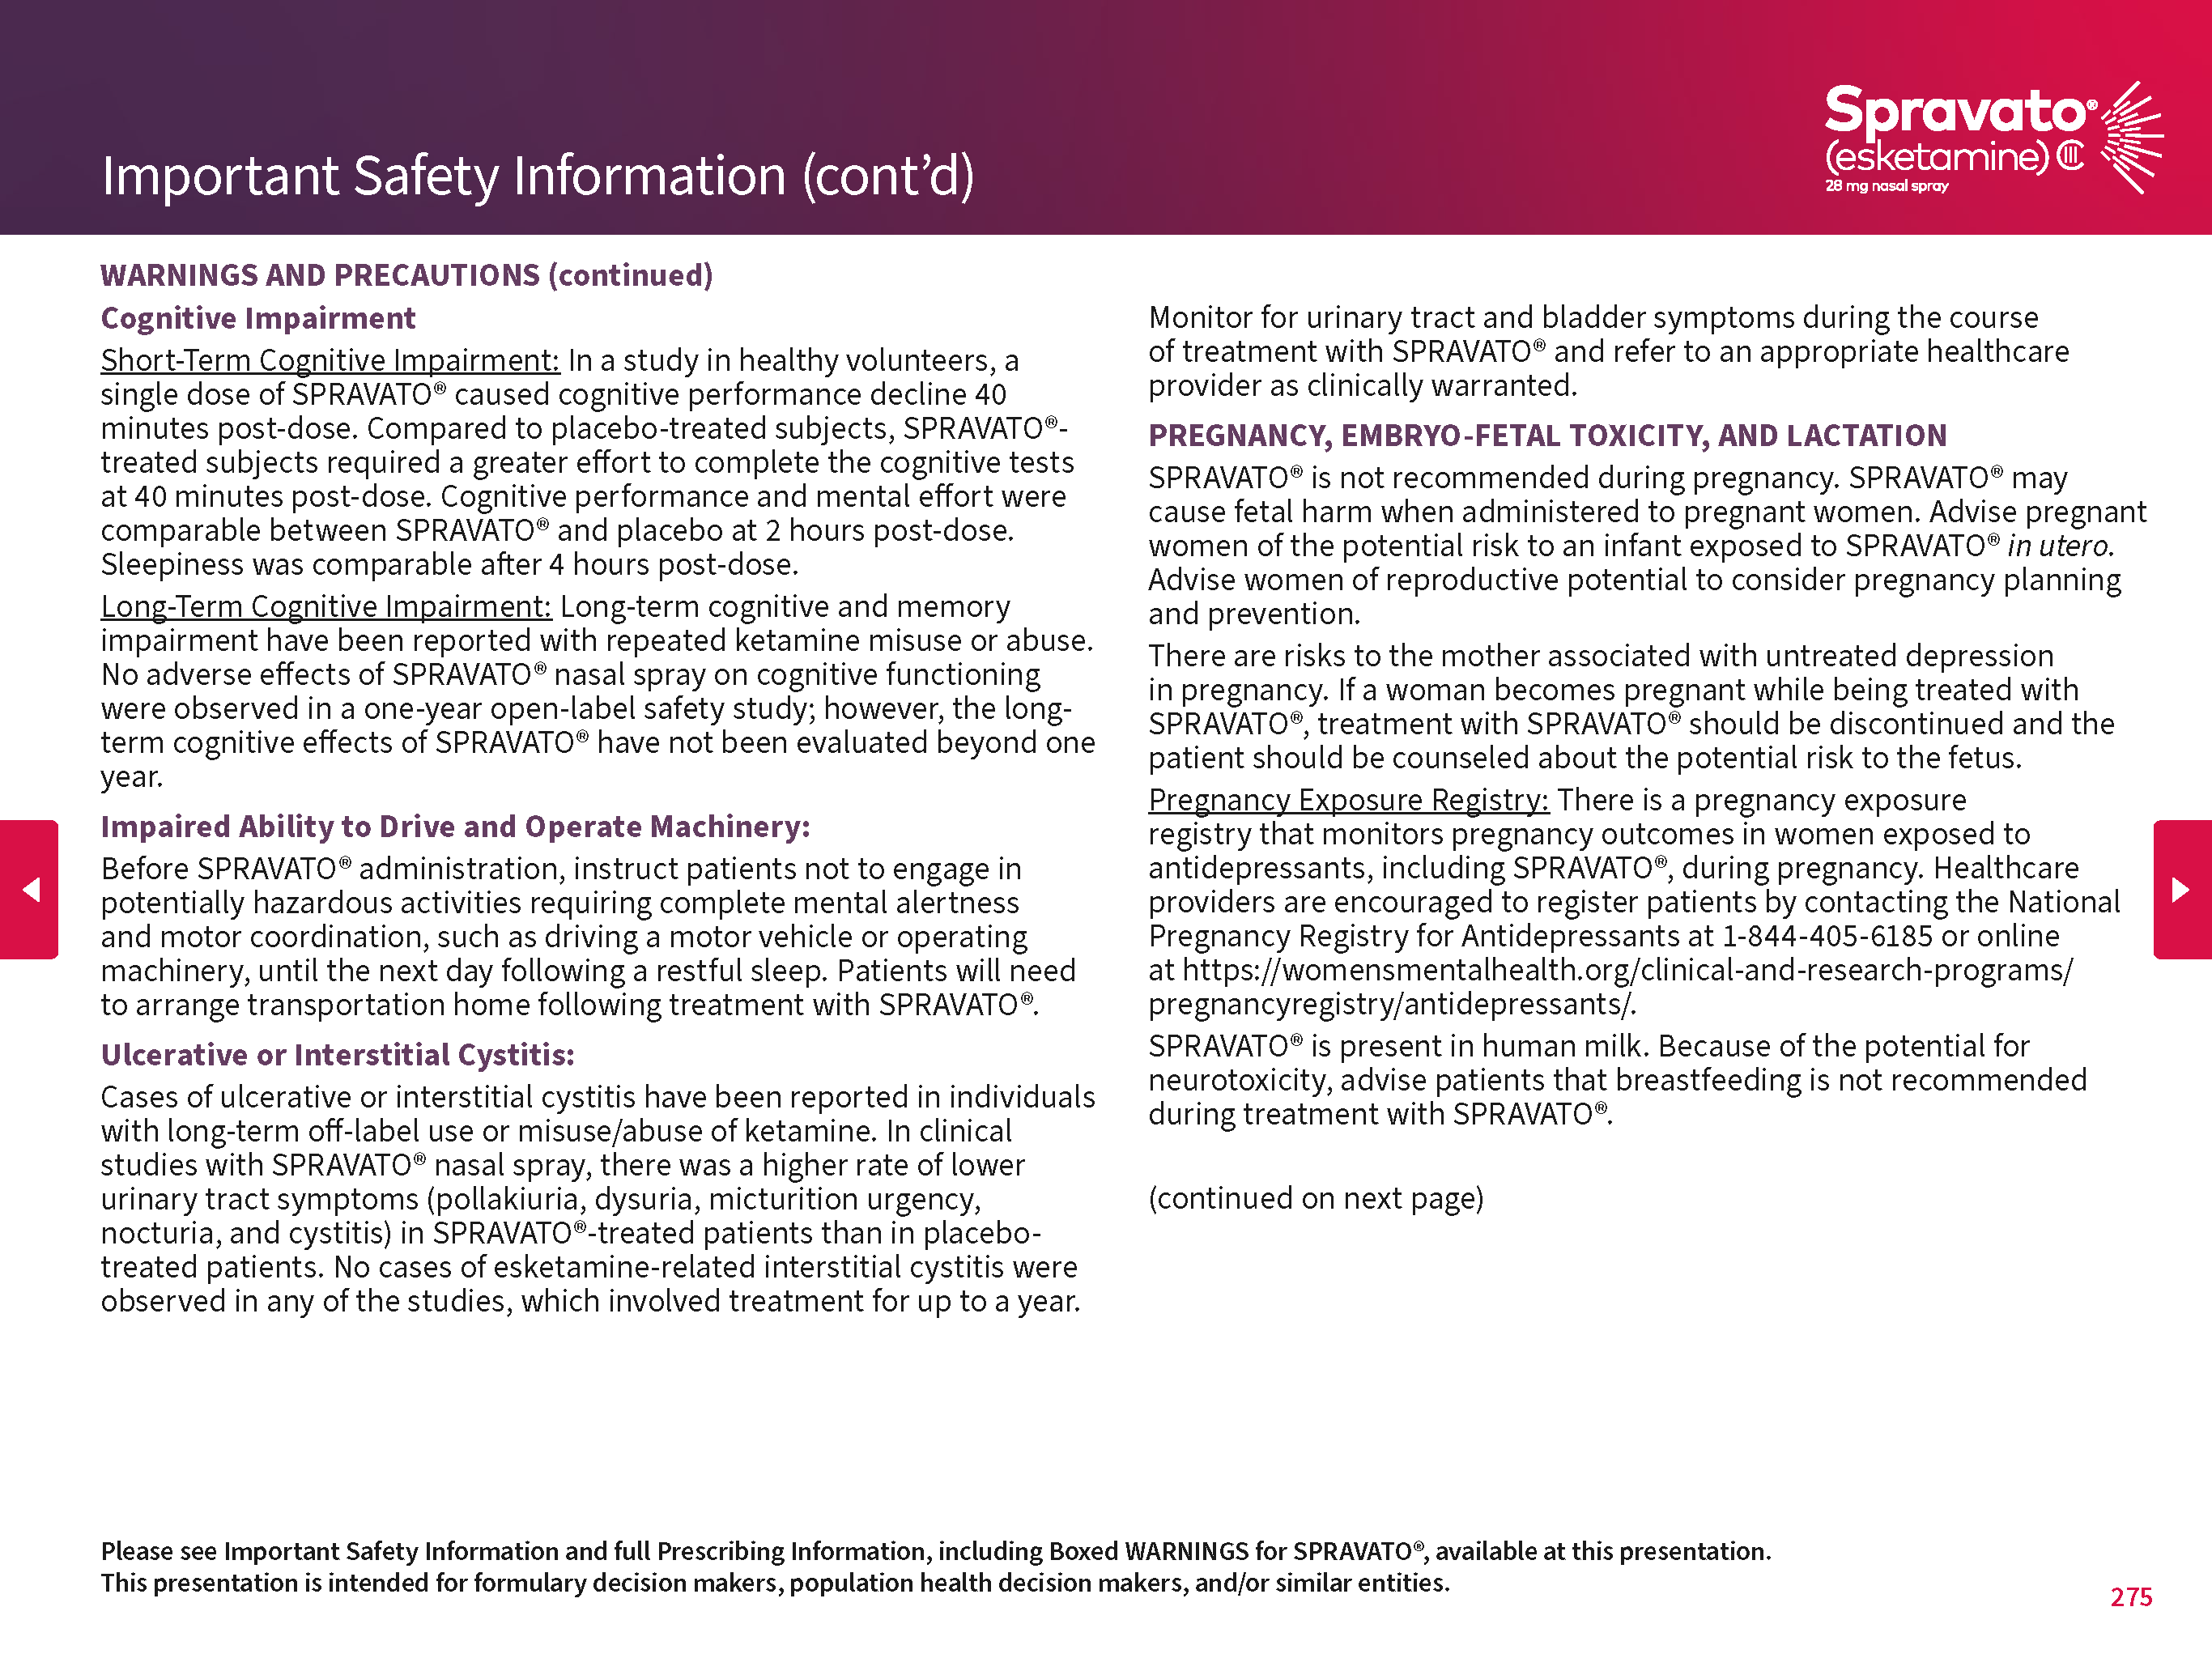 Important Safety Information (cont’d)
Spravato®
(esketamine) CIII
28 mg nasal spray
WARNINGS AND PRECAUTIONS (continued)
Cognitive Impairment
Short-Term Cognitive Impairment: In a study in healthy volunteers, a
single dose of SPRAVATO® caused cognitive performance decline 40
minutes post-dose. Compared to placebo-treated subjects, SPRAVATO®-
treated subjects required a greater effort to complete the cognitive tests
at 40 minutes post-dose. Cognitive performance and mental effort were
comparable between SPRAVATO® and placebo at 2 hours post-dose.
Sleepiness was comparable after 4 hours post-dose.
Long-Term Cognitive Impairment: Long-term cognitive and memory
impairment have been reported with repeated ketamine misuse or abuse.
No adverse effects of SPRAVATO® nasal spray on cognitive functioning
were observed in a one-year open-label safety study; however, the long-
term cognitive effects of SPRAVATO® have not been evaluated beyond one
year.
Impaired Ability to Drive and Operate Machinery:
Before SPRAVATO® administration, instruct patients not to engage in
potentially hazardous activities requiring complete mental alertness
and motor coordination, such as driving a motor vehicle or operating
machinery, until the next day following a restful sleep. Patients will need
to arrange transportation home following treatment with SPRAVATO®.
Ulcerative or Interstitial Cystitis:
Cases of ulcerative or interstitial cystitis have been reported in individuals
with long-term off-label use or misuse/abuse of ketamine. In clinical
studies with SPRAVATO® nasal spray, there was a higher rate of lower
urinary tract symptoms (pollakiuria, dysuria, micturition urgency,
nocturia, and cystitis) in SPRAVATO®-treated patients than in placebo-
treated patients. No cases of esketamine-related interstitial cystitis were
observed in any of the studies, which involved treatment for up to a year.
Monitor for urinary tract and bladder symptoms during the course
of treatment with SPRAVATO® and refer to an appropriate healthcare
provider as clinically warranted.
PREGNANCY, EMBRYO-FETAL TOXICITY, AND LACTATION
SPRAVATO® is not recommended during pregnancy. SPRAVATO® may
cause fetal harm when administered to pregnant women. Advise pregnant
women of the potential risk to an infant exposed to SPRAVATO® in utero.
Advise women of reproductive potential to consider pregnancy planning
and prevention.
There are risks to the mother associated with untreated depression
in pregnancy. If a woman becomes pregnant while being treated with
SPRAVATO®, treatment with SPRAVATO® should be discontinued and the
patient should be counseled about the potential risk to the fetus.
Pregnancy Exposure Registry: There is a pregnancy exposure
registry that monitors pregnancy outcomes in women exposed to
antidepressants, including SPRAVATO®, during pregnancy. Healthcare
providers are encouraged to register patients by contacting the National
Pregnancy Registry for Antidepressants at 1-844-405-6185 or online
at https://womensmentalhealth.org/clinical-and-research-programs/
pregnancyregistry/antidepressants/.
SPRAVATO® is present in human milk. Because of the potential for
neurotoxicity, advise patients that breastfeeding is not recommended
during treatment with SPRAVATO®.
(continued on next page)
Please see Important Safety Information and full Prescribing Information, including Boxed WARNINGS for SPRAVATO®, available at this presentation.
This presentation is intended for formulary decision makers, population health decision makers, and/or similar entities.
275